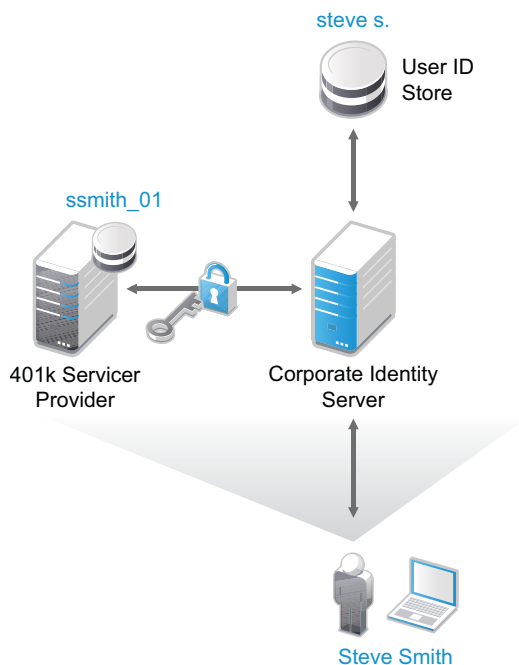 steve s.
User ID
Store
ssmith_01
401k Servicer
Provider
Corporate Identity
Server
Steve Smith